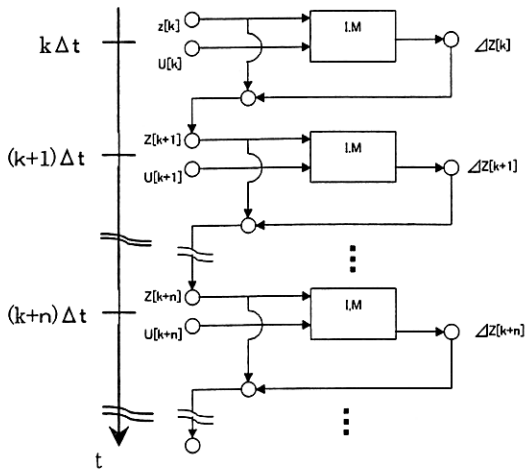 z[k]
I.M
kΔt
U[k]
⊿Z[k]
Z[k+1]
I.M
(k+1)Δt
U[k+1]
⊿Z[k+1]
Z[k+n]
I,M
(k+n)Δt
U[k+n]
⊿Z[k+n]
t